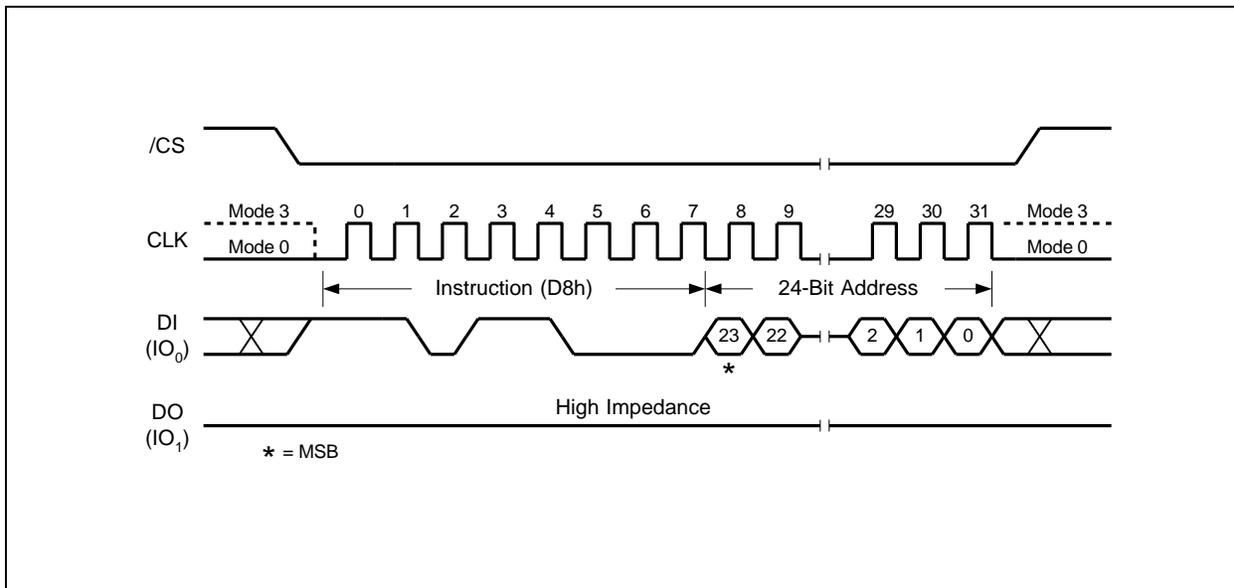 /CS
Mode 3
0 1 2 3 4 5 6 7 8 9 29 30 31
Mode 3
CLK
Mode 0
Mode 0
Instruction (D8h)
24-Bit Address
DI
(IO0)
23 22 2 1 0
*
High Impedance
DO
(IO1)
* = MSB